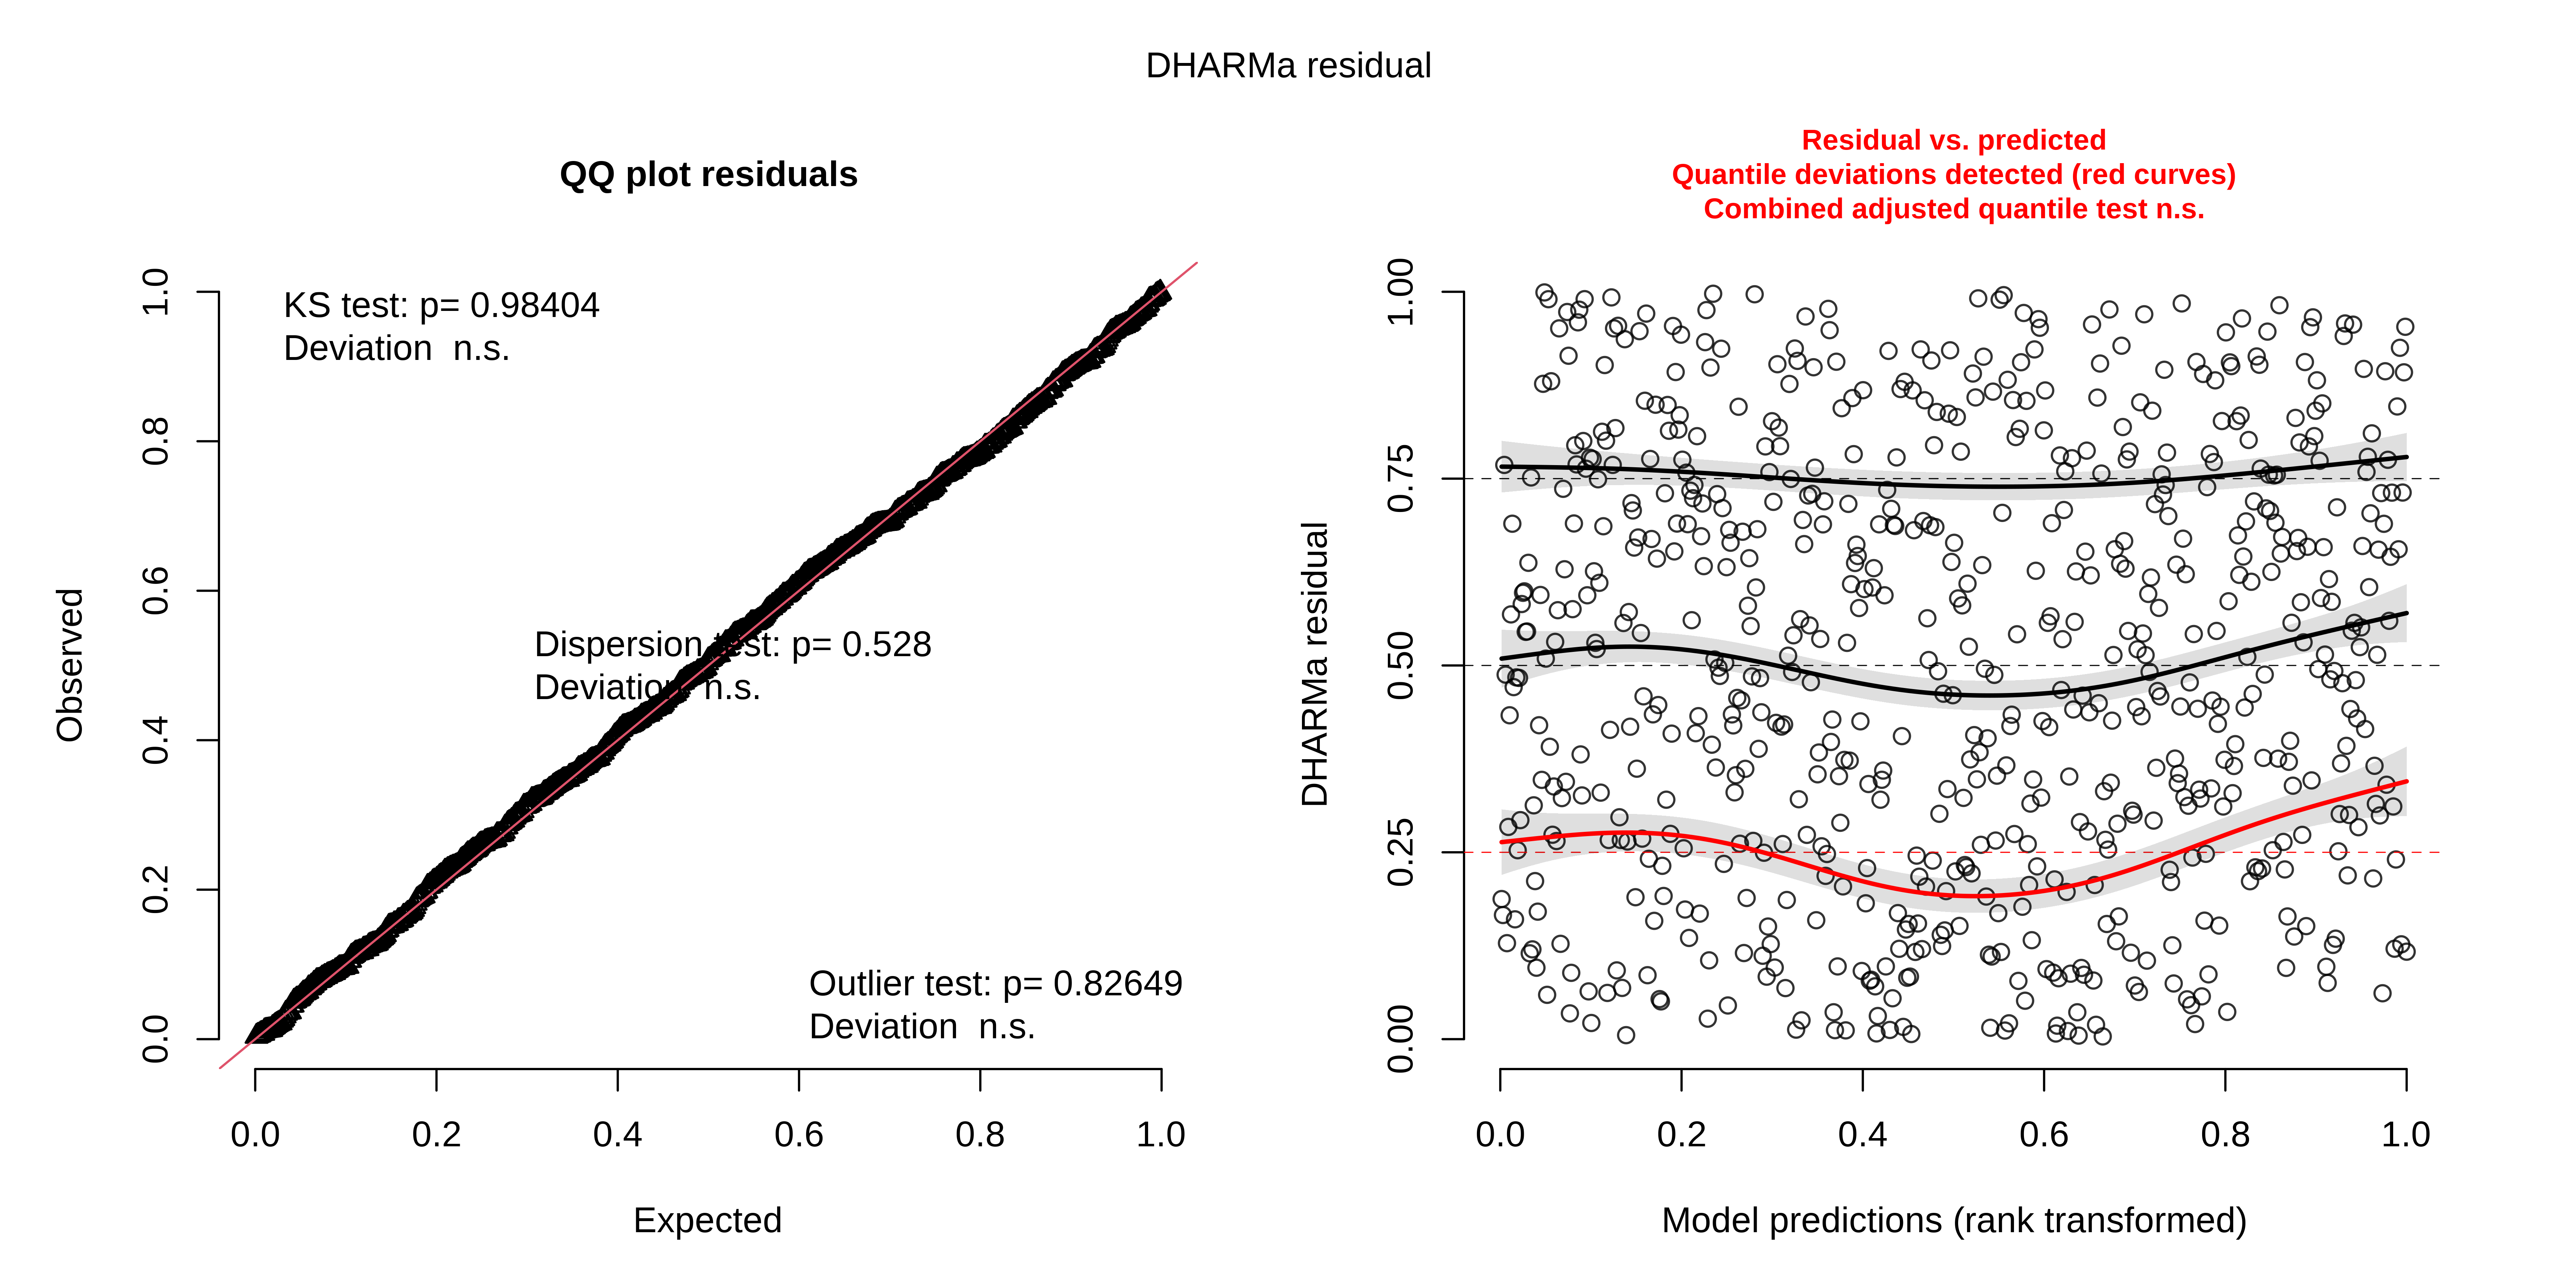 DHARMa residual
QQ plot residuals
KS test: p= 0.98404
Deviation  n.s.
Dispersion test: p= 0.528
Deviation  n.s.
Outlier test: p= 0.82649
Deviation  n.s.
Observed
0.0
0.2
0.4
0.6
0.8
1.0
0.0 0.2 0.4 0.6 0.8 1.0
Expected
Residual vs. predicted
Quantile deviations detected (red curves)
Combined adjusted quantile test n.s.
DHARMa residual
0.00
0.25
0.50
0.75
1.00
0.0 0.2 0.4 0.6 0.8 1.0
Model predictions (rank transformed)